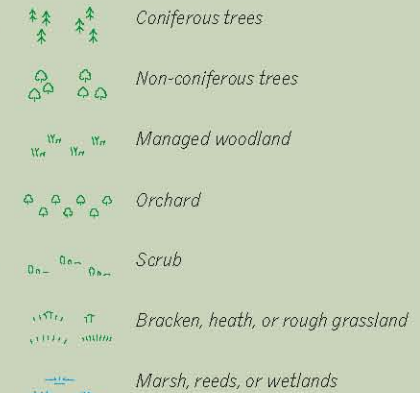 Coniferous trees
Non-coniferous trees
Managed woodland
Orchard
Scrub
Bracken, heath, or rough grassland
Marsh, reeds, or wetlands